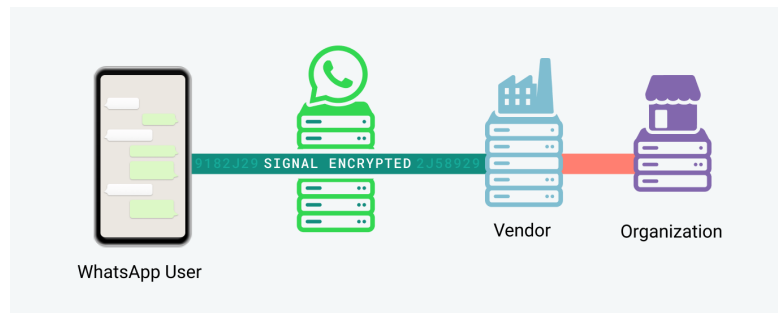 9182J29 SIGNAL ENCRYPTED 2J58929
Vendor
Organization
WhatsApp User